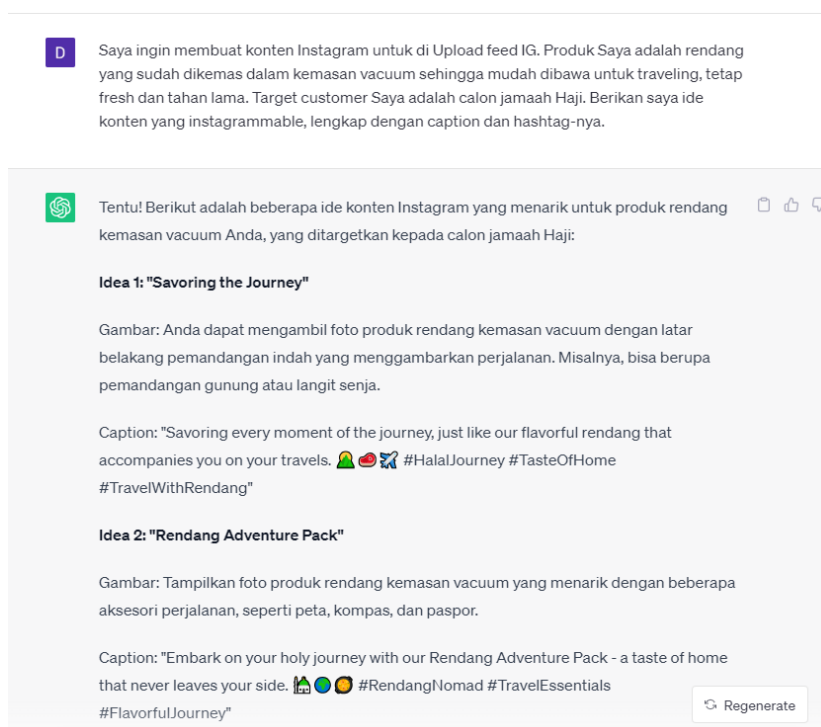 D
Saya ingin membuat konten Instagram untuk di Upload feed IG. Produk Saya adalah rendang
yang sudah dikemas dalam kemasan vacuum sehingga mudah dibawa untuk traveling, tetap
fresh dan tahan lama. Target customer Saya adalah calon jamaah Haji. Berikan saya ide
konten yang instagrammable, lengkap dengan caption dan hashtag-nya.
Tentu! Berikut adalah beberapa ide konten Instagram yang menarik untuk produk rendang
kemasan vacuum Anda, yang ditargetkan kepada calon jamaah Haji:
Idea 1: "Savoring the Journey"
Gambar: Anda dapat mengambil foto produk rendang kemasan vacuum dengan latar
belakang pemandangan indah yang menggambarkan perjalanan. Misalnya, bisa berupa
pemandangan gunung atau langit senja.
Caption: "Savoring every moment of the journey, just like our flavorful rendang that
accompanies you on your travels. #HalalJourney #TasteOfHome
#TravelWithRendang"
Idea 2: "Rendang Adventure Pack"
Gambar: Tampilkan foto produk rendang kemasan vacuum yang menarik dengan beberapa
aksesori perjalanan, seperti peta, kompas, dan paspor.
Caption: "Embark on your holy journey with our Rendang Adventure Pack - a taste of home
that never leaves your side. #RendangNomad #TravelEssentials
#FlavorfulJourney"
Regenerate